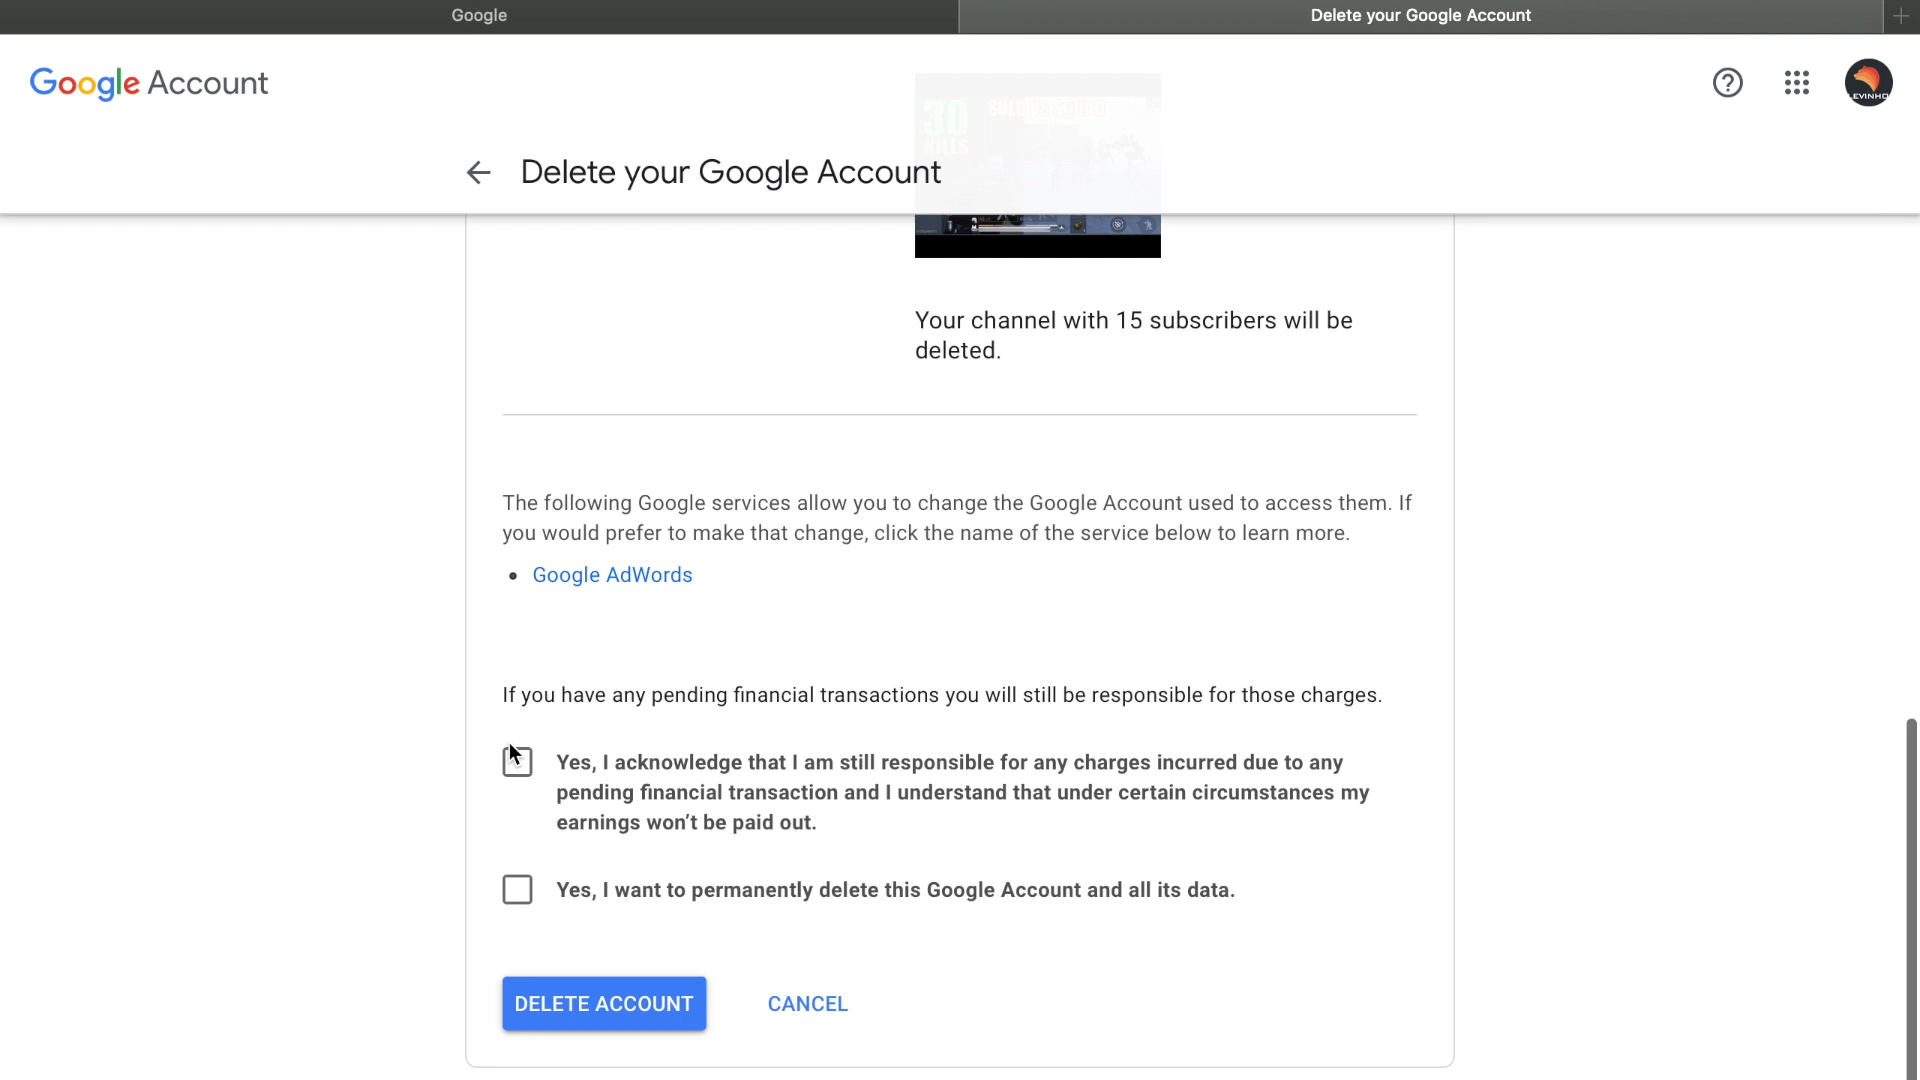 Google
Delete your Google Account
Google Account
LEVINHO
Delete your Google Account
30
KILLS
Your channel with 15 subscribers will be
deleted.
The following Google services allow you to change the Google Account used to access them. If
you would prefer to make that change, click the name of the service below to learn more.
Google AdWords
If you have any pending financial transactions you will still be responsible for those charges.
Yes, I acknowledge that I am still responsible for any charges incurred due to any
pending financial transaction and I understand that under certain circumstances my
earnings won't be paid out.
Yes, I want to permanently delete this Google Account and all its data.
DELETE ACCOUNT
CANCEL